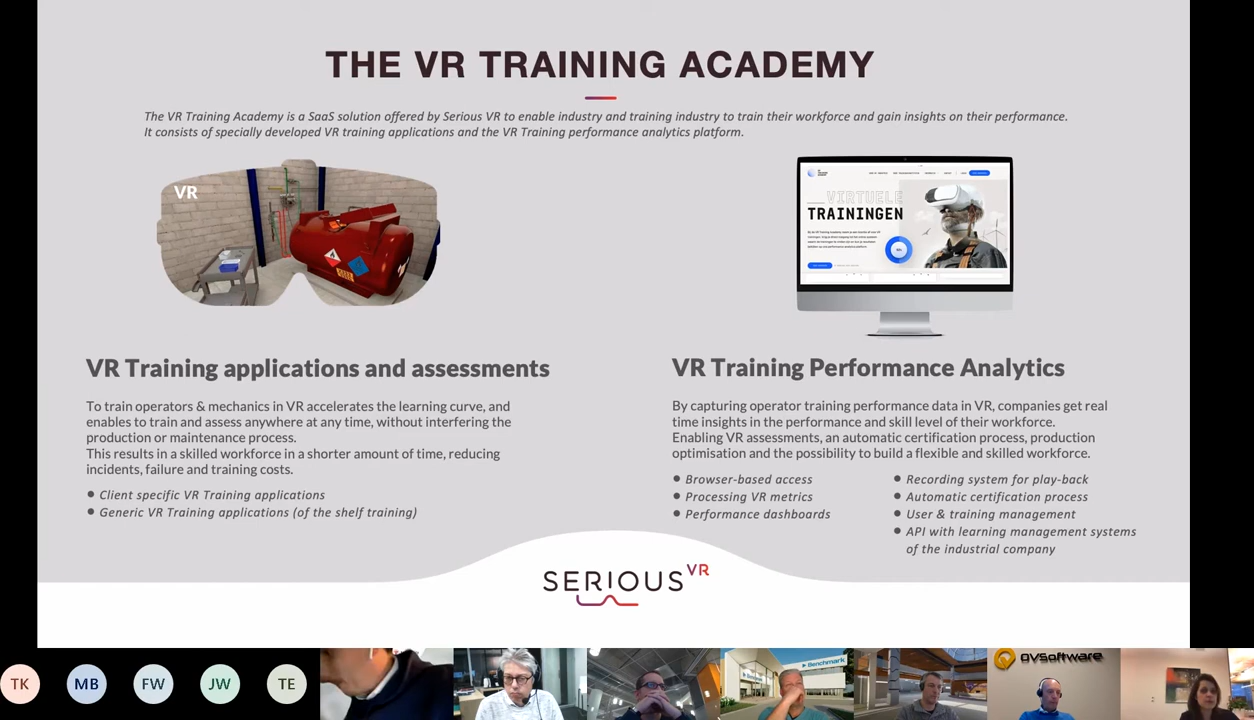 THE VR TRAINING ACADEMY
The VR Training Academy is a SaaS solution offered by Serious VR to enable industry and training industry to train their workforce and gain insights on their performance.
It consists of specially developed VR training applications and the VR Training performance analytics platform.
VR
VIRTUELE
TRAININGEN
VR Training applications and assessments
To train operators & mechanics in VR accelerates the learning curve, and
enables to train and assess anywhere at any time, without interfering the
production or maintenance process.
This results in a skilled workforce in a shorter amount of time, reducing
incidents, failure and training costs.
● Client specific VR Training applications
● Generic VR Training applications (of the shelf training)
VR Training Performance Analytics
By capturing operator training performance data in VR, companies get real
time insights in the performance and skill level of their workforce.
Enabling VR assessments, an automatic certification process, production
optimisation and the possibility to build a flexible and skilled workforce.
● Browser-based access
● Processing VR metrics
● Performance dashboards
● Recording system for play-back
● Automatic certification process
● User & training management
● API with learning management systems
of the industrial company
SERIOUS VR
TK MB FW JW TE
Benchmark
QVSoftware